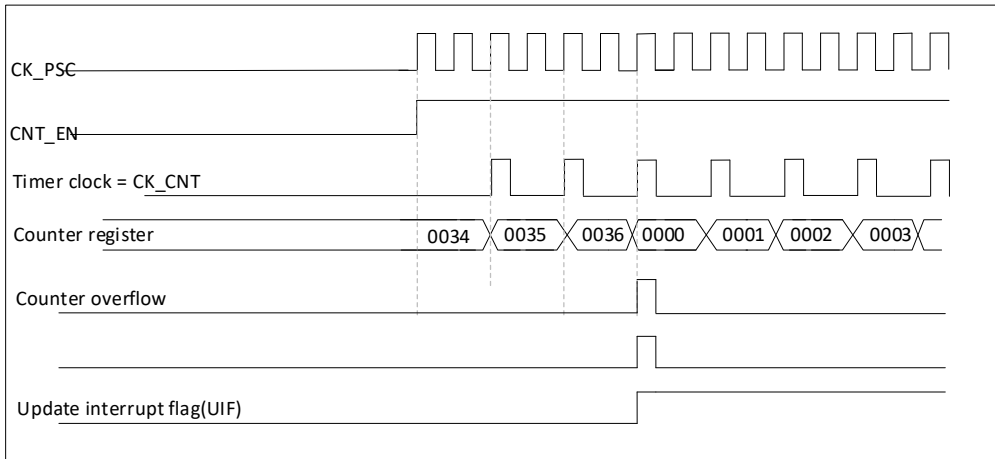 CK_PSC
CNT_EN
Timer clock = CK_CNT
Counter register 0034 0035 0036 0000 0001 0002 0003
Counter overflow
Update interrupt flag(UIF)